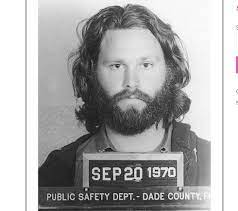 SEP 20 1970
PUBLIC SAFETY DEPT. - DADE COUNTY,